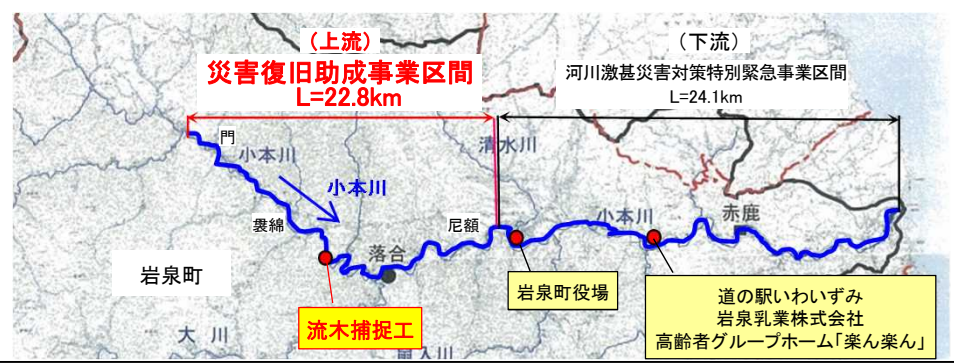 （上流）
災害復旧助成事業区間
L=22.8km
（下流）
河川激甚災害対策特別緊急事業区間
L=24.1km
門
小本川
小本川
清水川
袰綿
尼額
小本川
赤鹿
落合
岩泉町
大川
流木捕捉工
岩泉町役場
道の駅いわいずみ
岩泉乳業株式会社
高齢者グループホーム「楽ん楽ん」